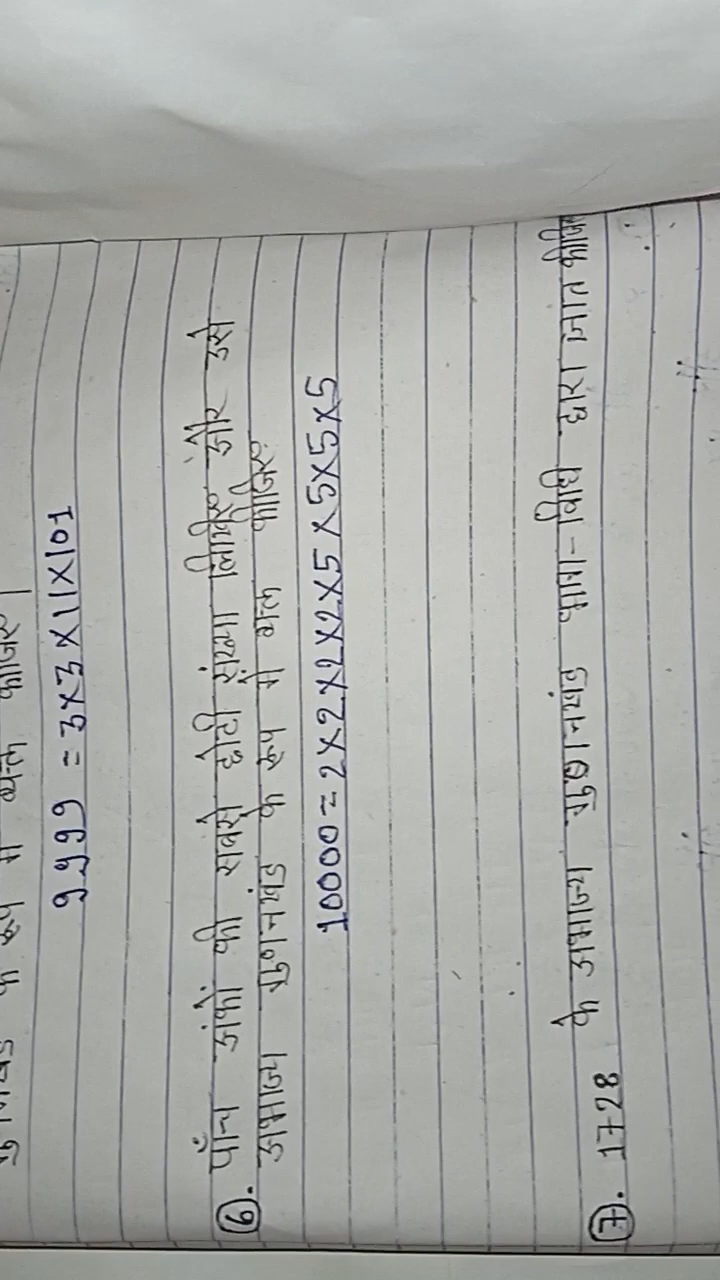 के रूप में व्यक्त कीजिए|
9999 = 3×3×11×101
⑥. पाँच अंकों की सबसे छोटी संख्या लिखिए और उसे
अभाज्य गुणनखंड के रूप में व्यक्त कीजिए
10000 = 2×2×2×2×5×5×5×5
⑦. 1728 के अभाज्य गुणनखंड भाग-विधि द्वारा ज्ञात